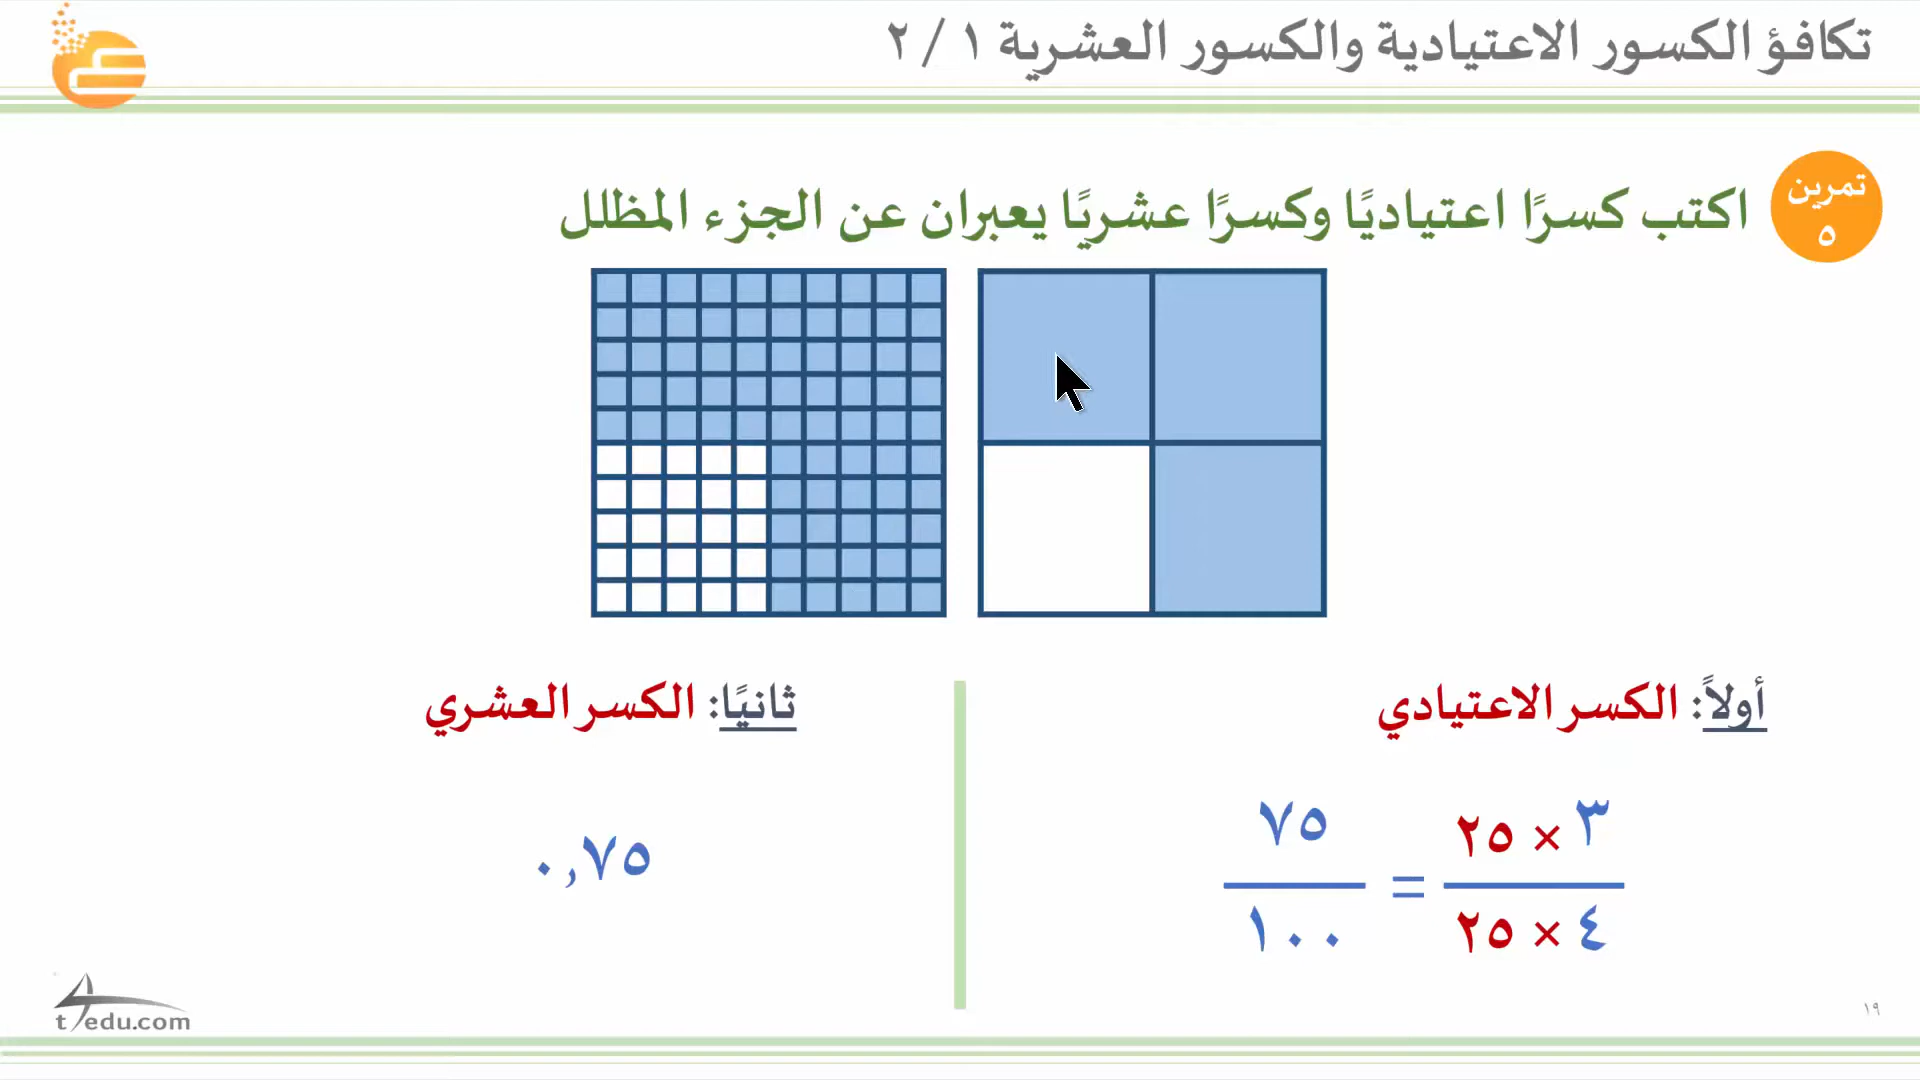 تكافؤ الكسور الاعتيادية والكسور العشرية ١ / ٢
تمرين
٥
اكتب كسرًا اعتياديًا وكسرًا عشريًا يعبران عن الجزء المظلل
أولاً: الكسر الاعتيادي
٣ × ٢٥
٤ × ٢٥
=
٧٥
١٠٠
ثانيًا: الكسر العشري
٠,٧٥
١٩
t4edu.com